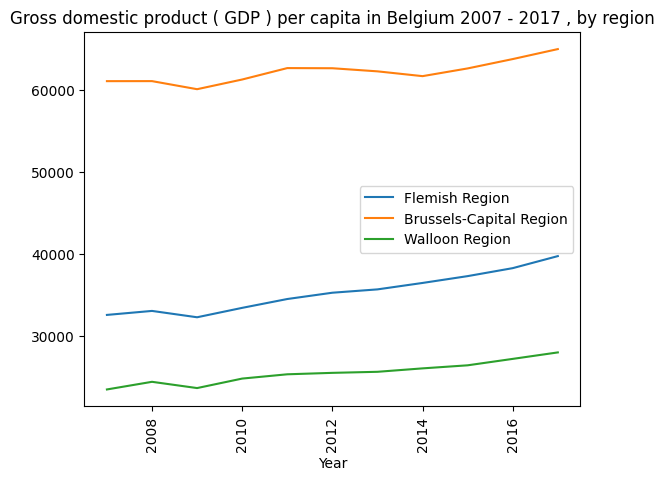 Gross domestic product ( GDP ) per capita in Belgium 2007 - 2017 , by region
60000
50000
40000
30000
Flemish Region
Brussels-Capital Region
Walloon Region
2008
2010
2012
2014
2016
Year